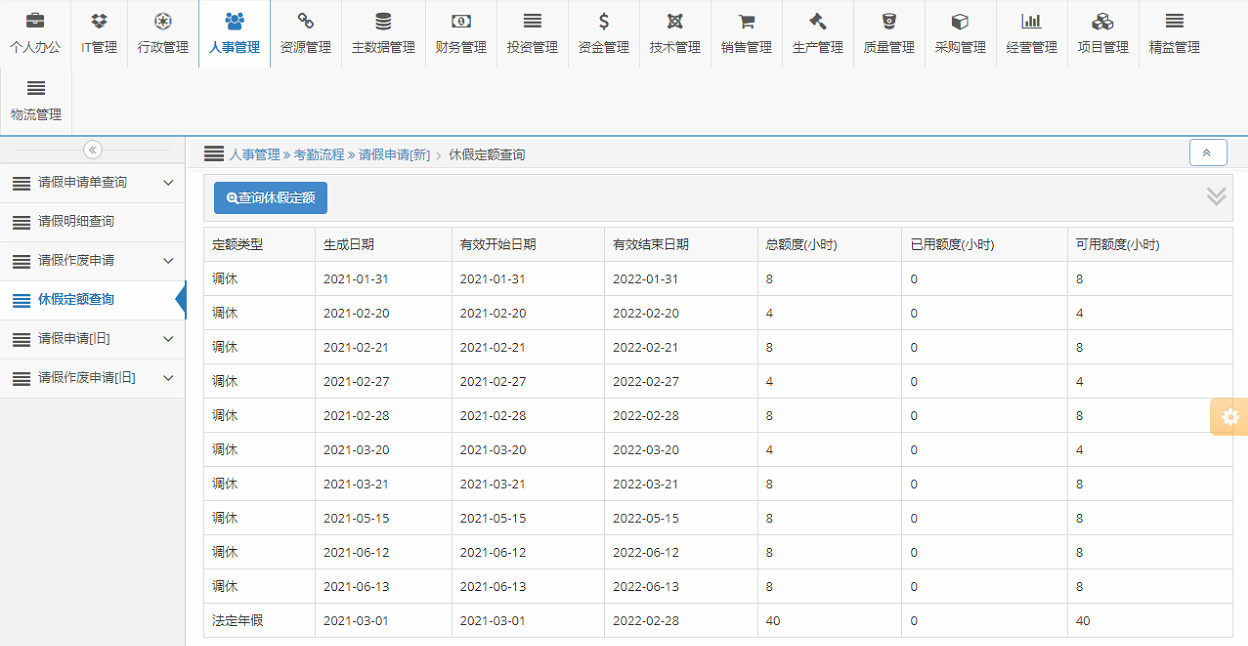 个人办公 IT管理 行政管理 人事管理 资源管理 主数据管理 财务管理 投资管理 资金管理 技术管理 销售管理 生产管理 质量管理 采购管理 经营管理 项目管理 精益管理
物流管理
人事管理 » 考勤流程 » 请假申请[新] > 休假定额查询
请假申请单查询
请假明细查询
请假作废申请
休假定额查询
请假申请[旧]
请假作废申请[旧]
查询休假定额
定额类型 生成日期 有效开始日期 有效结束日期 总额度(小时) 已用额度(小时) 可用额度(小时)
调休 2021-01-31 2021-01-31 2022-01-31 8 0 8
调休 2021-02-20 2021-02-20 2022-02-20 4 0 4
调休 2021-02-21 2021-02-21 2022-02-21 8 0 8
调休 2021-02-27 2021-02-27 2022-02-27 4 0 4
调休 2021-02-28 2021-02-28 2022-02-28 8 0 8
调休 2021-03-20 2021-03-20 2022-03-20 4 0 4
调休 2021-03-21 2021-03-21 2022-03-21 8 0 8
调休 2021-05-15 2021-05-15 2022-05-15 8 0 8
调休 2021-06-12 2021-06-12 2022-06-12 8 0 8
调休 2021-06-13 2021-06-13 2022-06-13 8 0 8
法定年假 2021-03-01 2021-03-01 2022-02-28 40 0 40